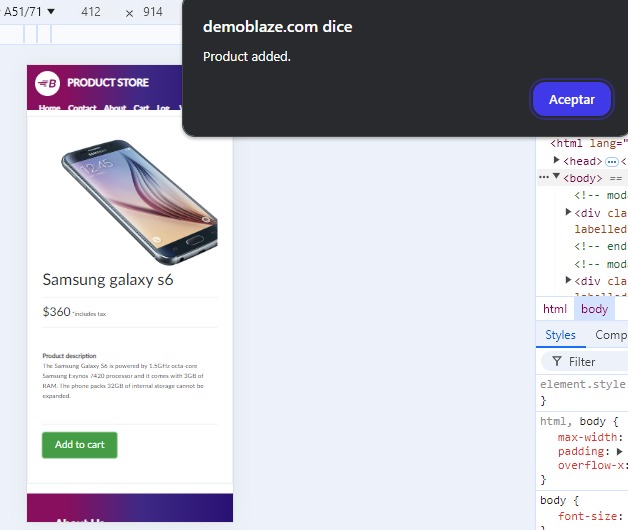 A51/71 ▼ 412 × 914
demoblaze.com dice
Product added.
Aceptar
B PRODUCT STORE
Home Contact About Cart Log
12:45
Samsung galaxy s6
$360 *includes tax
Product description
The Samsung Galaxy S6 is powered by 1.5GHz octa-core
Samsung Exynos 7420 processor and it comes with 3GB of
RAM. The phone packs 32GB of internal storage cannot be
expanded.
Add to cart
About Us
<html lang="
▶<head> … <
… ▼<body> ==
<!-- mod
▶<div cla
labelled
<!-- end
<!-- mod
▶<div cla
html body
Styles Comp
Filter
element.style
}
html, body {
max-width:
padding: ▶
overflow-x:
}
body {
font-size: